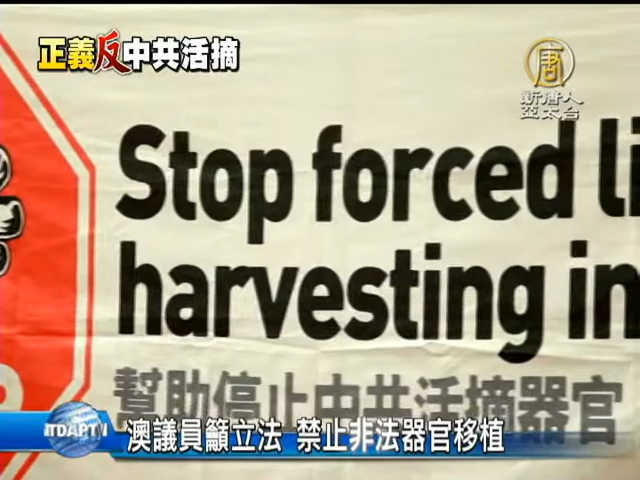 正義反中共活摘
新唐人
亞太台
Stop forced li
harvesting in
幫助停止中共活摘器官
NTDAPTV
澳議員籲立法 禁止非法器官移植